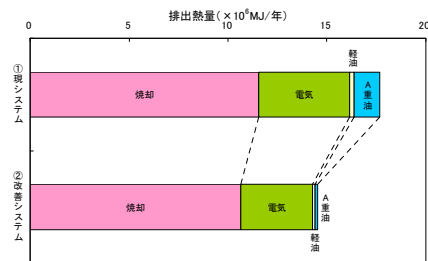 排出熱量(×10⁶MJ/年)
0 5 10 15 20
軽油
①現システム
焼却
電気
A重油
②改善システム
焼却
電気
A重油
軽油